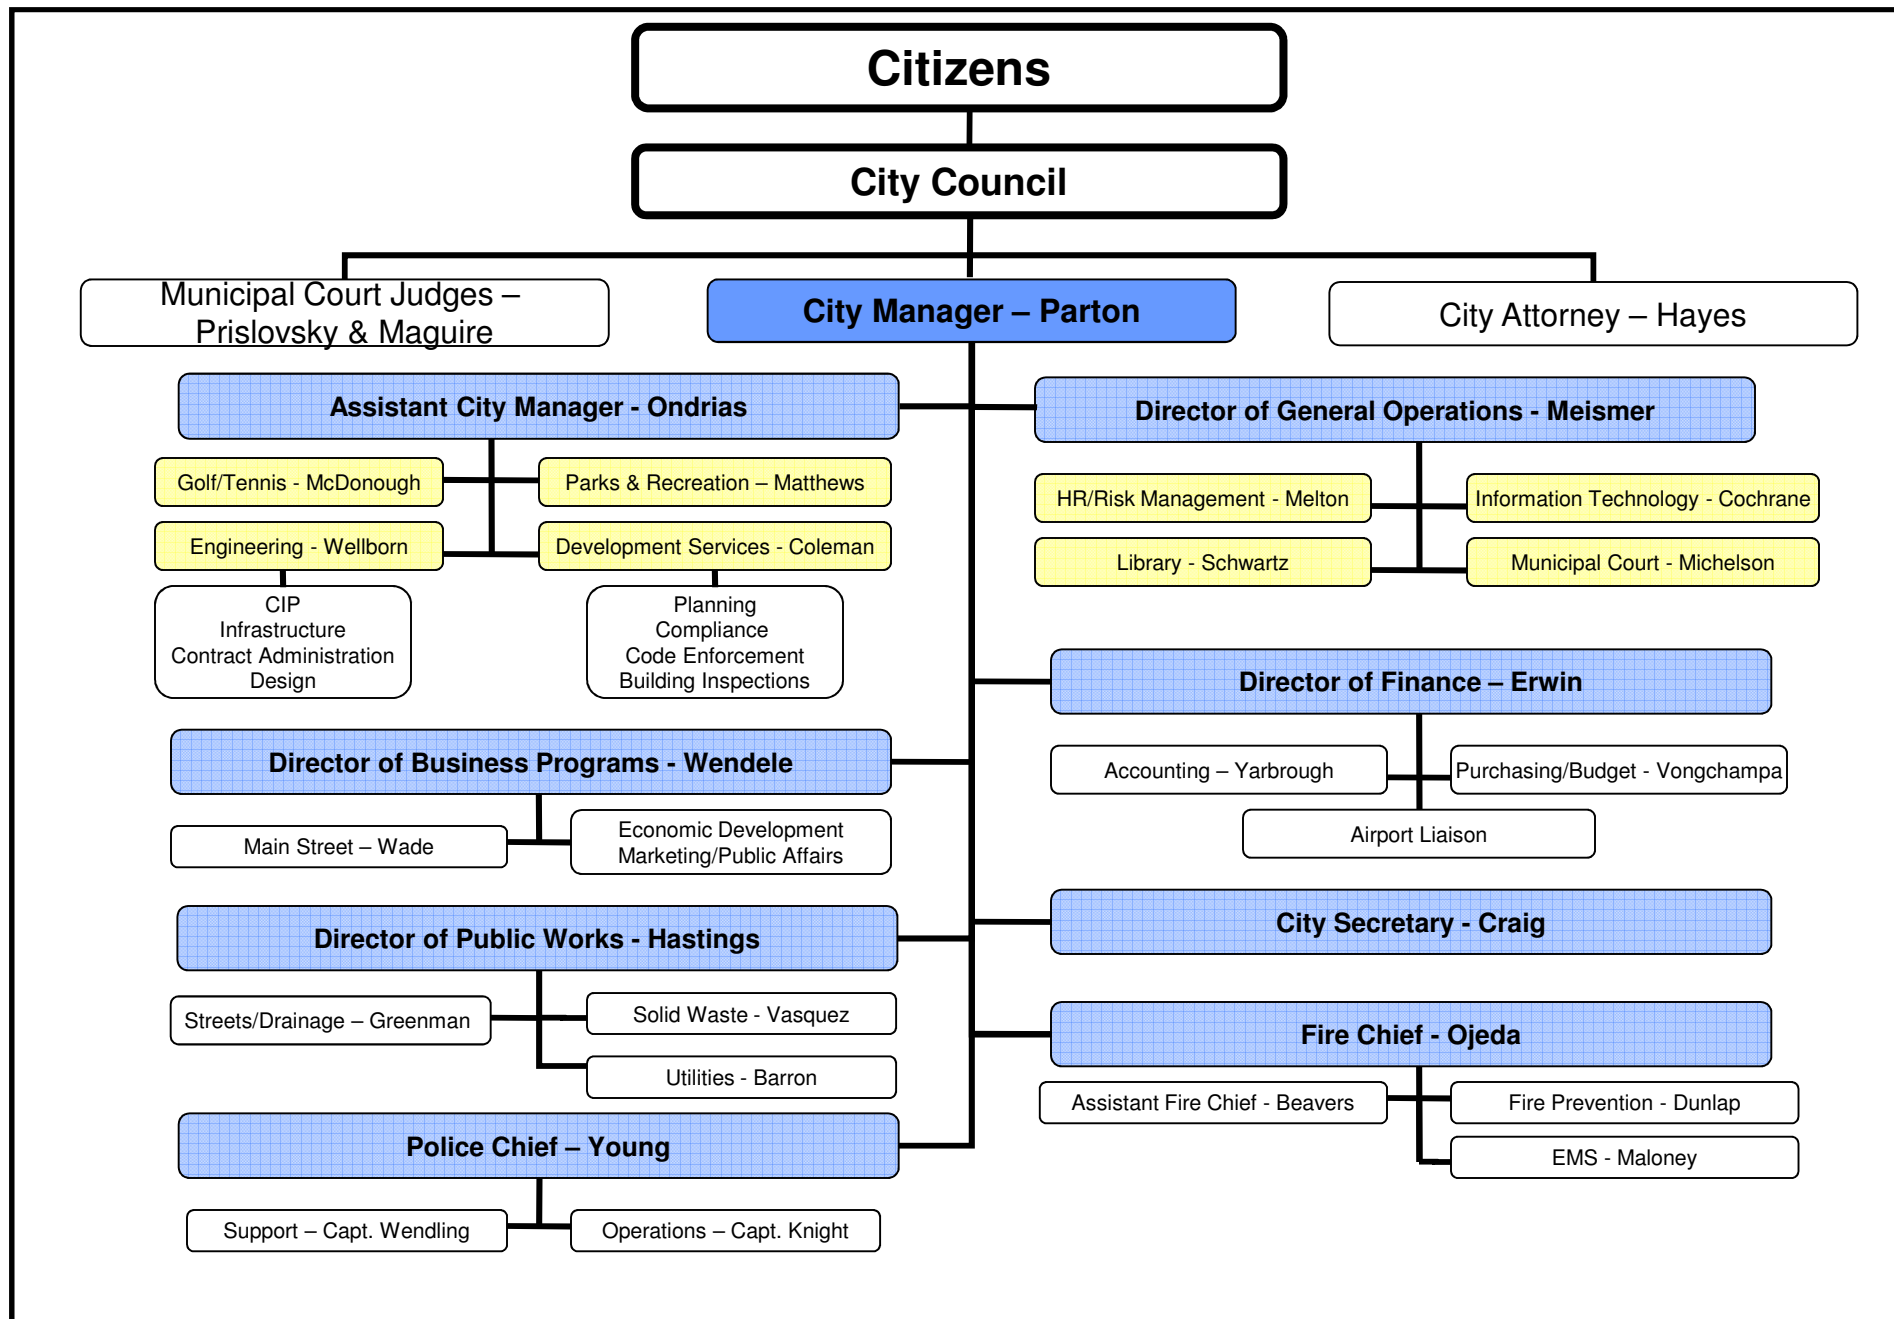 Citizens
City Council
Municipal Court Judges –
Prislovsky & Maguire
City Manager – Parton
City Attorney – Hayes
Assistant City Manager - Ondrias
Director of General Operations - Meismer
Golf/Tennis - McDonough
Parks & Recreation – Matthews
HR/Risk Management - Melton
Information Technology - Cochrane
Engineering - Wellborn
Development Services - Coleman
Library - Schwartz
Municipal Court - Michelson
CIP
Infrastructure
Contract Administration
Design
Planning
Compliance
Code Enforcement
Building Inspections
Director of Finance – Erwin
Director of Business Programs - Wendele
Accounting – Yarbrough
Purchasing/Budget - Vongchampa
Main Street – Wade
Economic Development
Marketing/Public Affairs
Airport Liaison
Director of Public Works - Hastings
City Secretary - Craig
Streets/Drainage – Greenman
Solid Waste - Vasquez
Fire Chief - Ojeda
Utilities - Barron
Assistant Fire Chief - Beavers
Fire Prevention - Dunlap
Police Chief – Young
EMS - Maloney
Support – Capt. Wendling
Operations – Capt. Knight